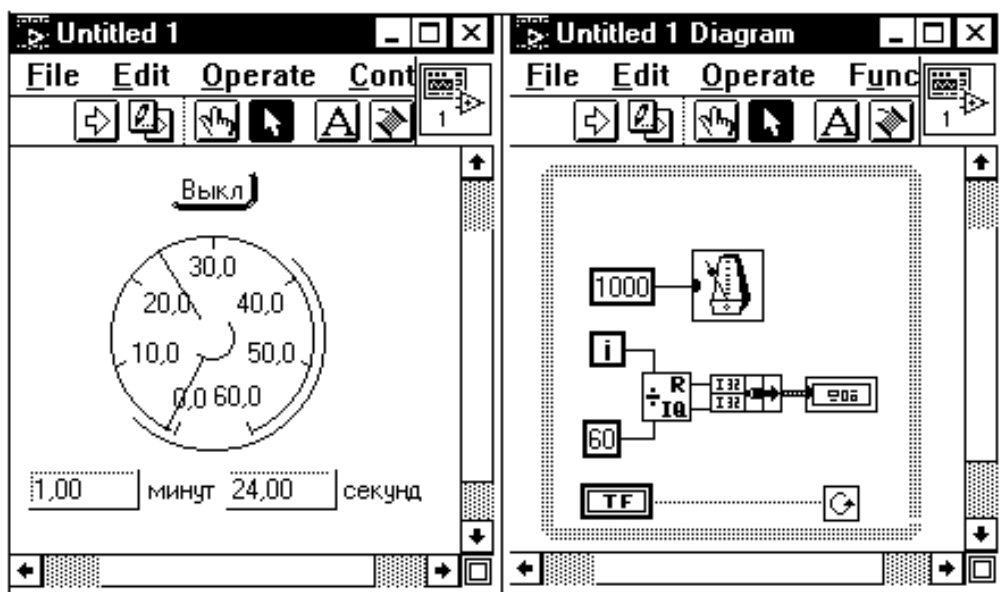 Untitled 1
File Edit Operate Cont
1
A
Выкл
30,0
20,0 40,0
10,0 50,0
0,0 60,0
1,00 минут 24,00 секунд
Untitled 1 Diagram
File Edit Operate Func
1
A
1000
i
÷ R I32
IQ I32
60
TF